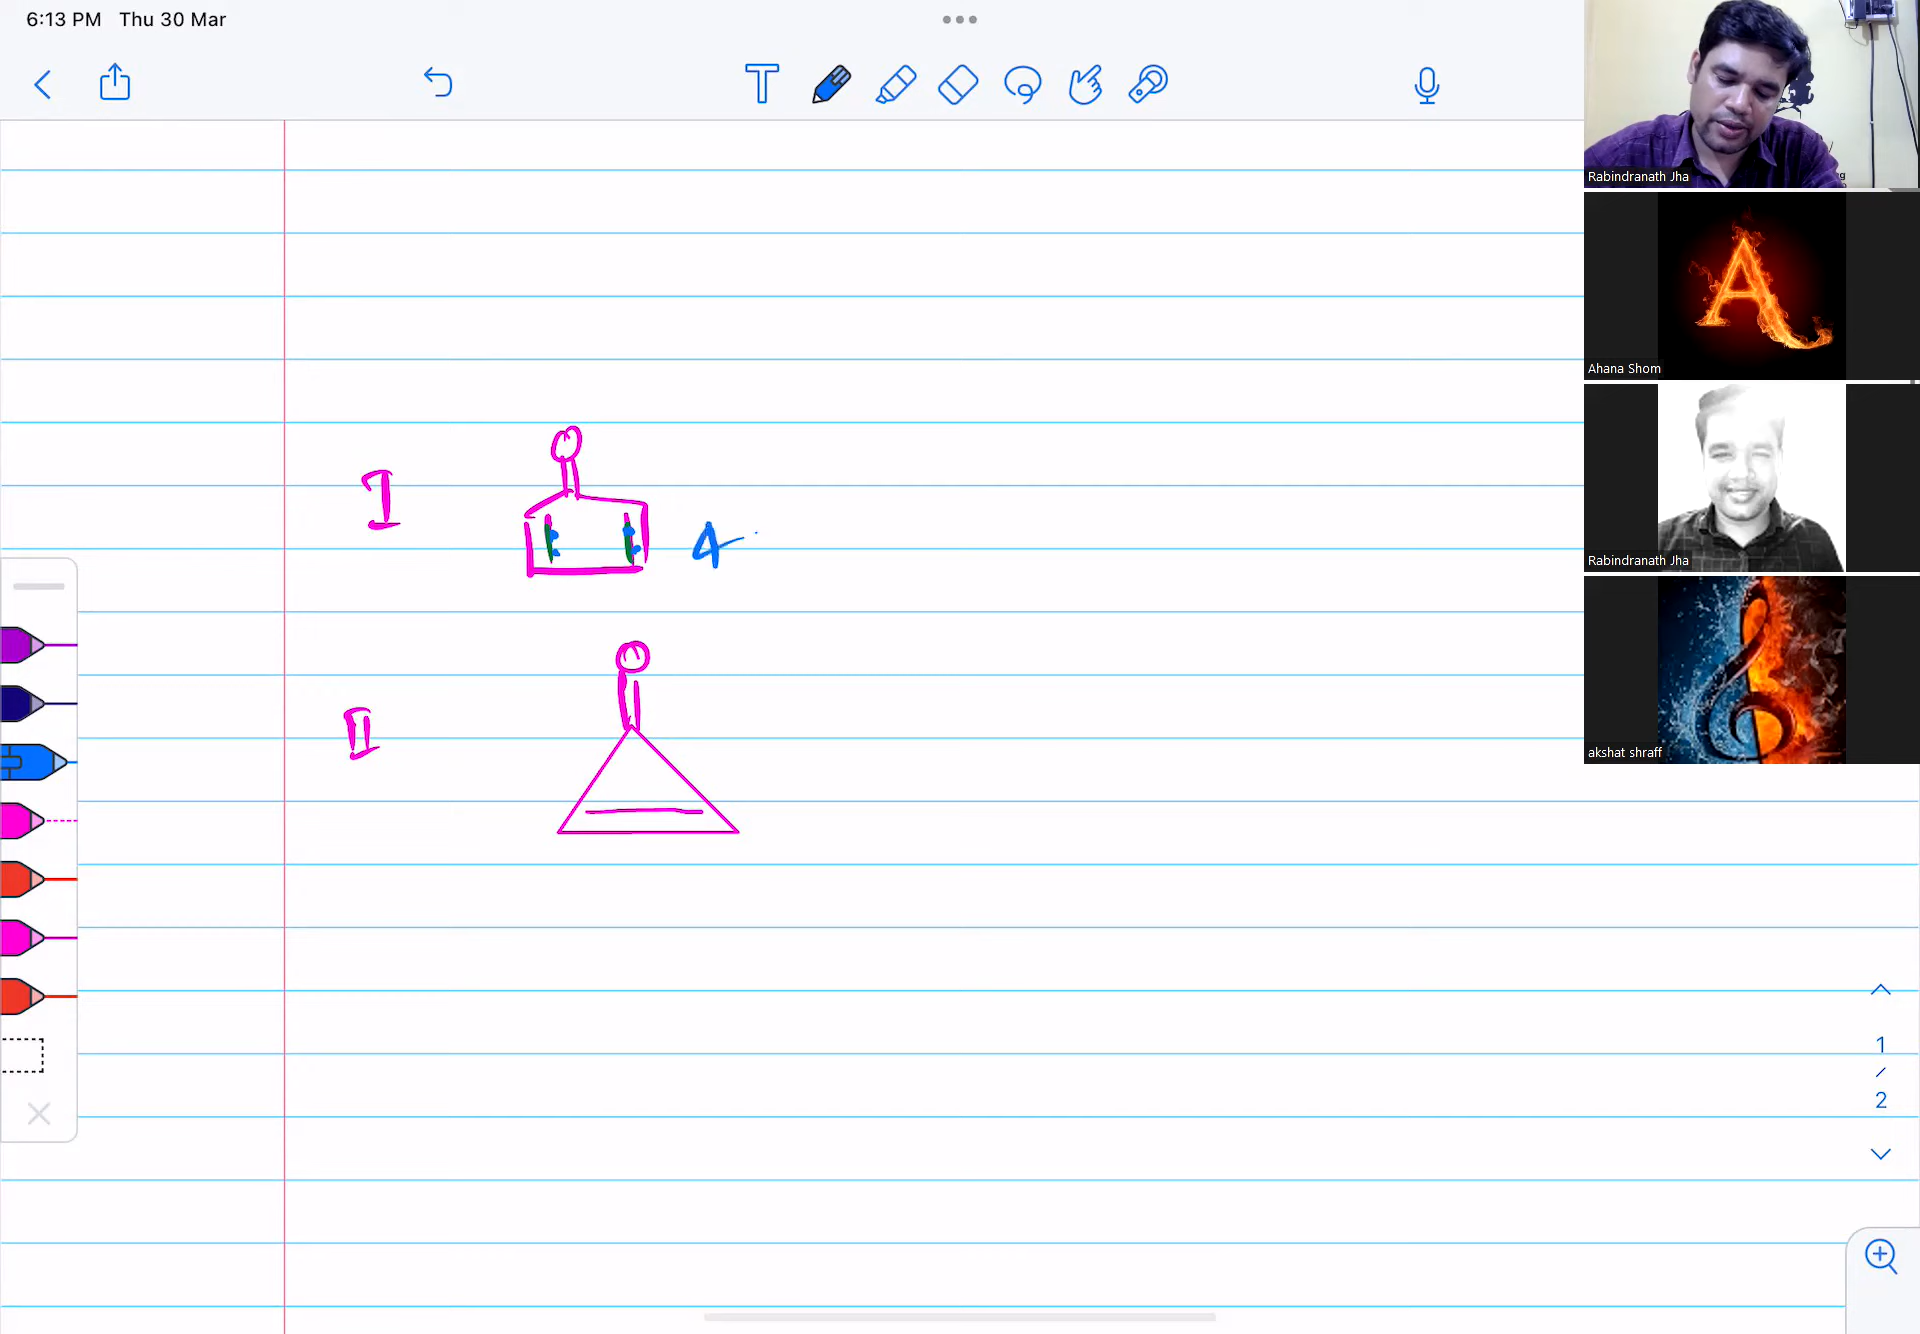 6:13 PM Thu 30 Mar
T
Rabindranath Jha
A
Ahana Shom
Rabindranath Jha
akshat shraff
I
O
4
O
II
1
/
2